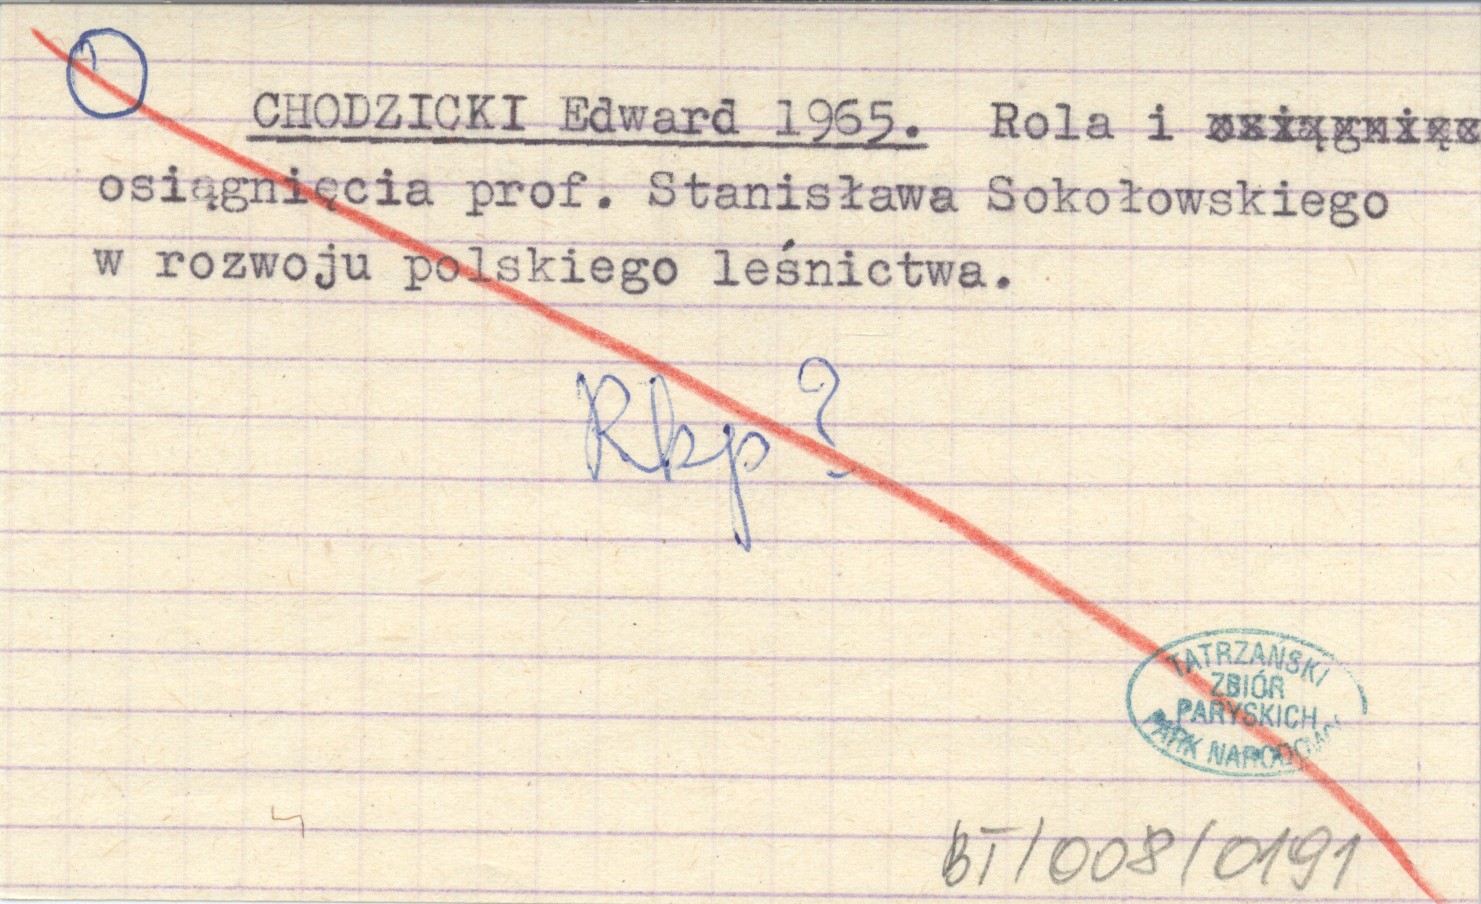 CHODZICKI Edward 1965. Rola i osiągnięc
osiągnięcia prof. Stanisława Sokołowskiego
w rozwoju polskiego leśnictwa.
Rkp?
TATRZAŃSKI
ZBIÓR
PARYSKICH
PARK NARODOWY
BT/008/0191